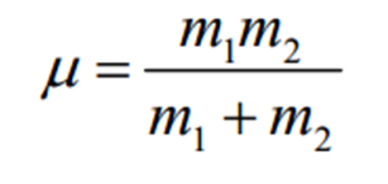 μ = m₁m₂ / (m₁ + m₂)